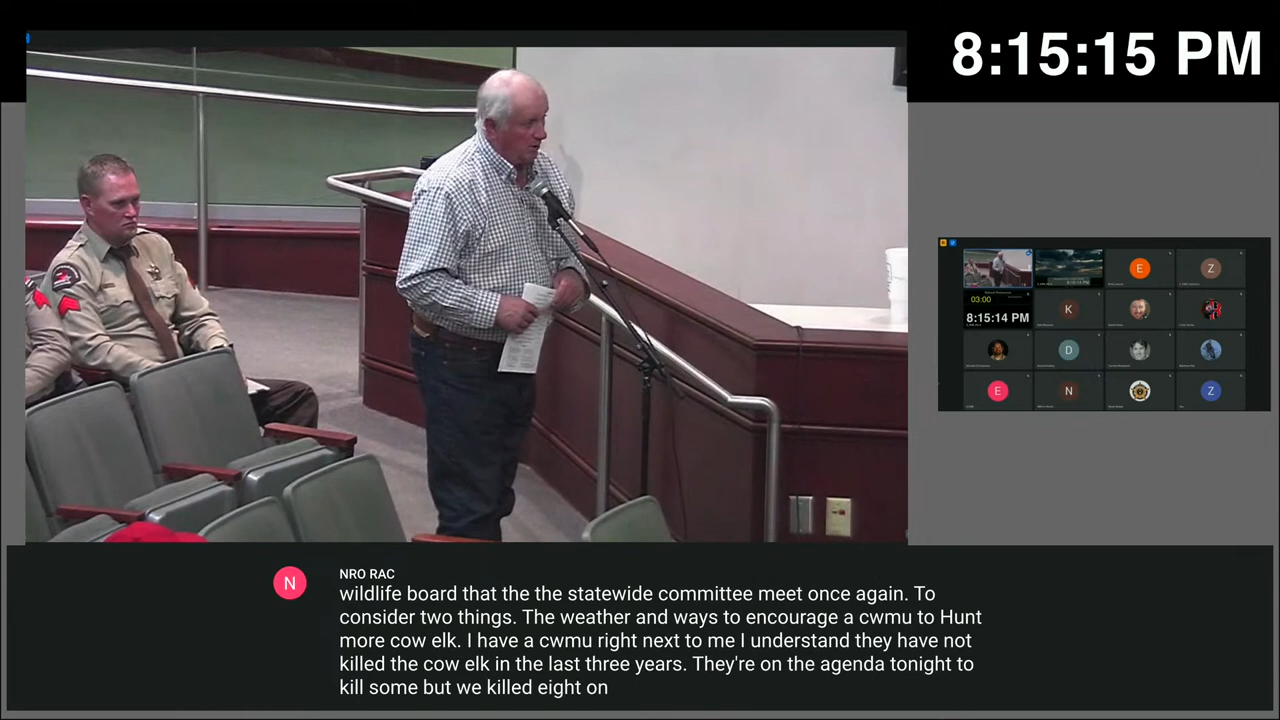 8:15:15 PM
E
Z
03:00
8:15:14 PM
K
D
E
N
Z
N
NRO RAC
wildlife board that the the statewide committee meet once again. To
consider two things. The weather and ways to encourage a cwmu to Hunt
more cow elk. I have a cwmu right next to me I understand they have not
killed the cow elk in the last three years. They're on the agenda tonight to
kill some but we killed eight on